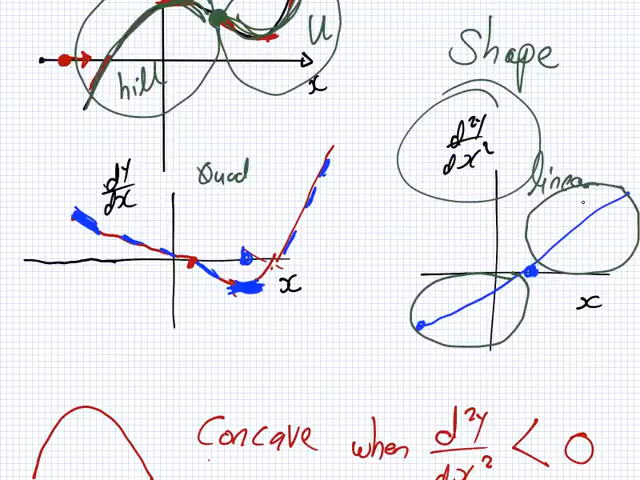 U
hill
x
Shape
d²y/dx²
dy/dx
Quad
linear
x
x
Concave when d²y/dx² < 0